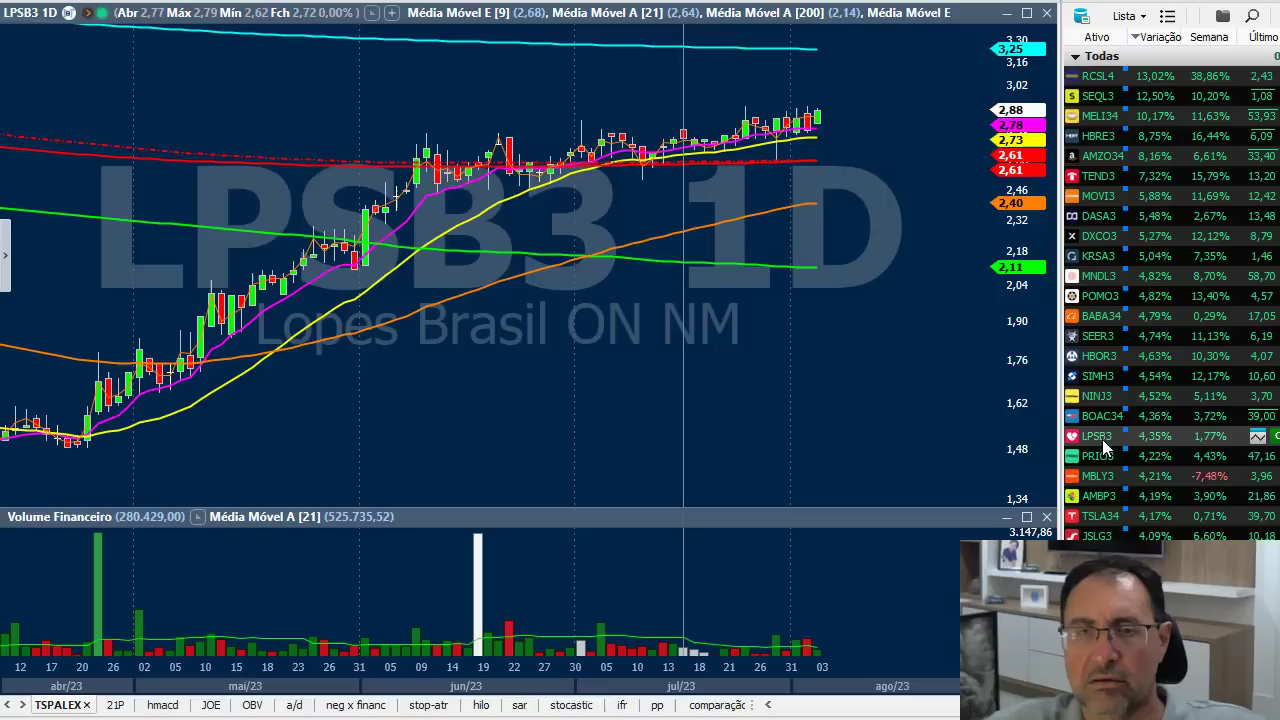 LPSB3 1D (Abr 2,77 Máx 2,79 Mín 2,62 Fch 2,72 0,00%) Média Móvel E [9] (2,68), Média Móvel A [21] (2,64), Média Móvel A [200] (2,14), Média Móvel E
Lista
Ativo Variação Semana Último
Todas
3,30
3,25
3,16
3,02
2,88
2,78
2,73
2,61
2,61
2,46
2,40
2,32
2,18
2,11
2,04
1,90
1,76
1,62
1,48
1,34
LPSB3 1D
Lopes Brasil ON NM
RCSL4 13,02% 38,86% 2,43
SEQL3 12,50% 10,20% 1,08
MELI34 10,17% 11,63% 53,93
HBRE3 8,75% 16,44% 6,09
AMZO34 8,16% 6,61% 33,40
TEND3 7,32% 15,79% 13,20
MOVI3 5,88% 11,69% 12,42
DASA3 5,48% 2,67% 13,48
DXCO3 5,27% 12,12% 8,79
KRSA3 5,04% 7,35% 1,46
MNDL3 4,82% 8,70% 58,70
POMO3 4,82% 13,40% 4,57
BABA34 4,79% 0,29% 17,05
SEER3 4,74% 11,13% 6,19
HBOR3 4,63% 10,30% 4,07
SIMH3 4,54% 12,17% 10,60
NINJ3 4,52% 5,11% 3,70
BOAC34 4,36% 3,72% 39,00
LPSB3 4,35% 1,77%
PRIO3 4,22% 4,43% 47,16
MBLY3 4,21% -7,48% 3,96
AMBP3 4,19% 3,90% 21,86
TSLA34 4,17% 0,71% 39,70
JSLG3 4,09% 6,60% 10,18
Volume Financeiro (280.429,00) Média Móvel A [21] (525.735,52)
3.147,86
12 17 20 26 02 05 10 15 18 23 26 31 05 09 14 19 22 27 30 05 10 13 18 21 26 31 03
abr/23 mai/23 jun/23 jul/23 ago/23
TSPALEX 21P hmacd JOE OBV a/d neg x financ stop-atr hilo sar stocastic ifr pp comparação